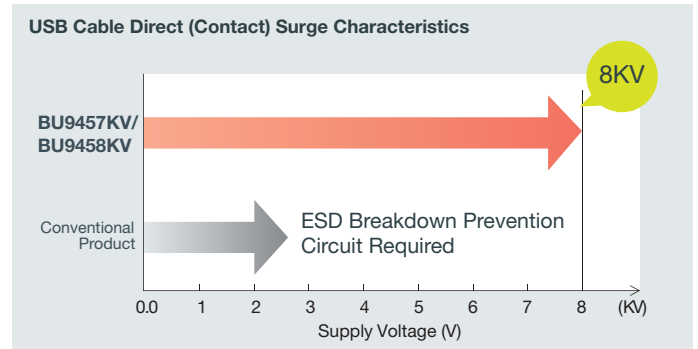 USB Cable Direct (Contact) Surge Characteristics
8KV
BU9457KV/
BU9458KV
Conventional
Product
ESD Breakdown Prevention
Circuit Required
0.0 1 2 3 4 5 6 7 8 (KV)
Supply Voltage (V)